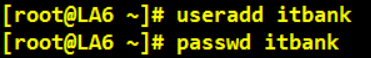 [root@LA6 ~]# useradd itbank
[root@LA6 ~]# passwd itbank